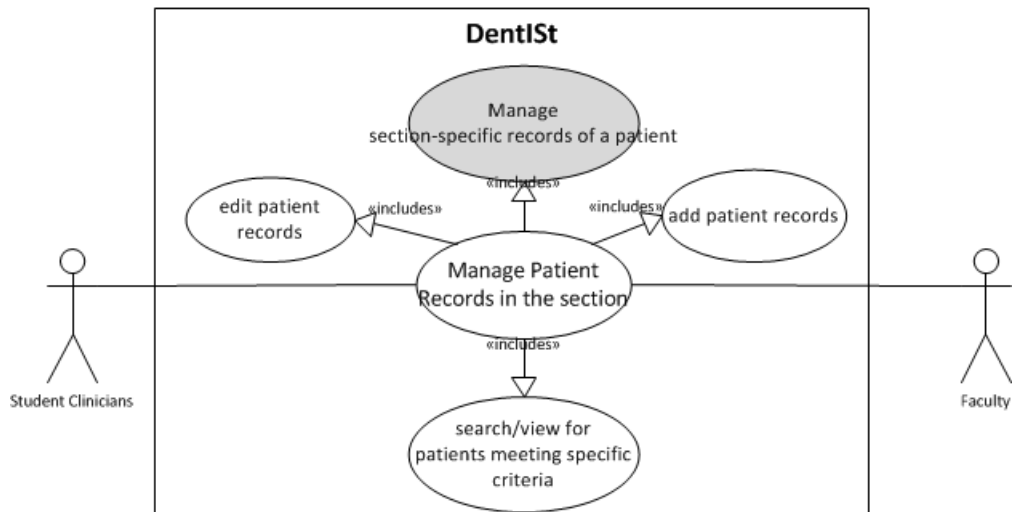 DentISt
Manage
section-specific records of a patient
«includes»
edit patient
records
«includes»
«includes»
add patient records
Manage Patient
Records in the section
«includes»
Student Clinicians
Faculty
search/view for
patients meeting specific
criteria